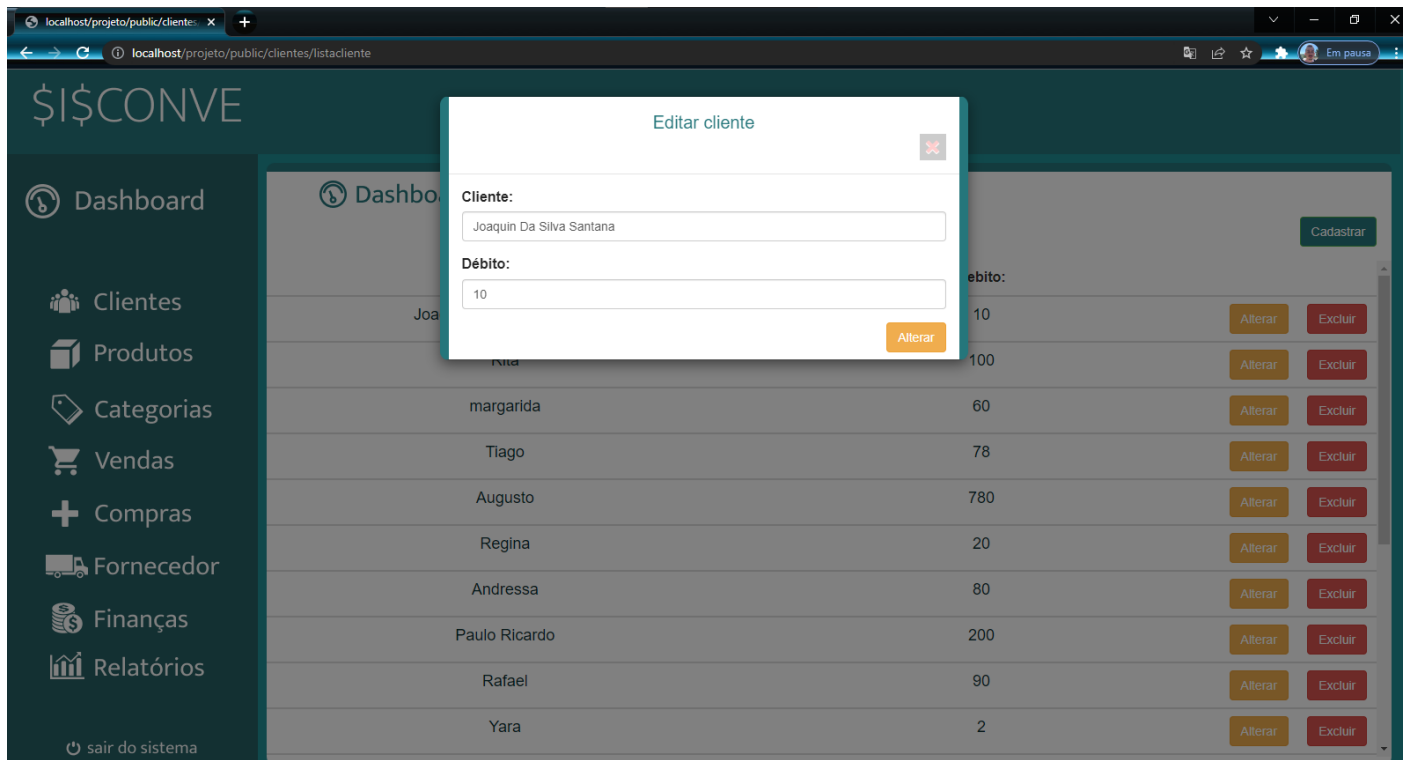 localhost/projeto/public/clientes
localhost/projeto/public/clientes/listacliente
Em pausa
$I$CONVE
Editar cliente
Dashboard
Dashbo
Cliente:
Joaquin Da Silva Santana
Cadastrar
Débito:
10
ebito:
Alterar
Clientes
Produtos
Categorias
Vendas
Compras
Fornecedor
Finanças
Relatórios
sair do sistema
Joa 10 Alterar Excluir
Rita 100 Alterar Excluir
margarida 60 Alterar Excluir
Tiago 78 Alterar Excluir
Augusto 780 Alterar Excluir
Regina 20 Alterar Excluir
Andressa 80 Alterar Excluir
Paulo Ricardo 200 Alterar Excluir
Rafael 90 Alterar Excluir
Yara 2 Alterar Excluir